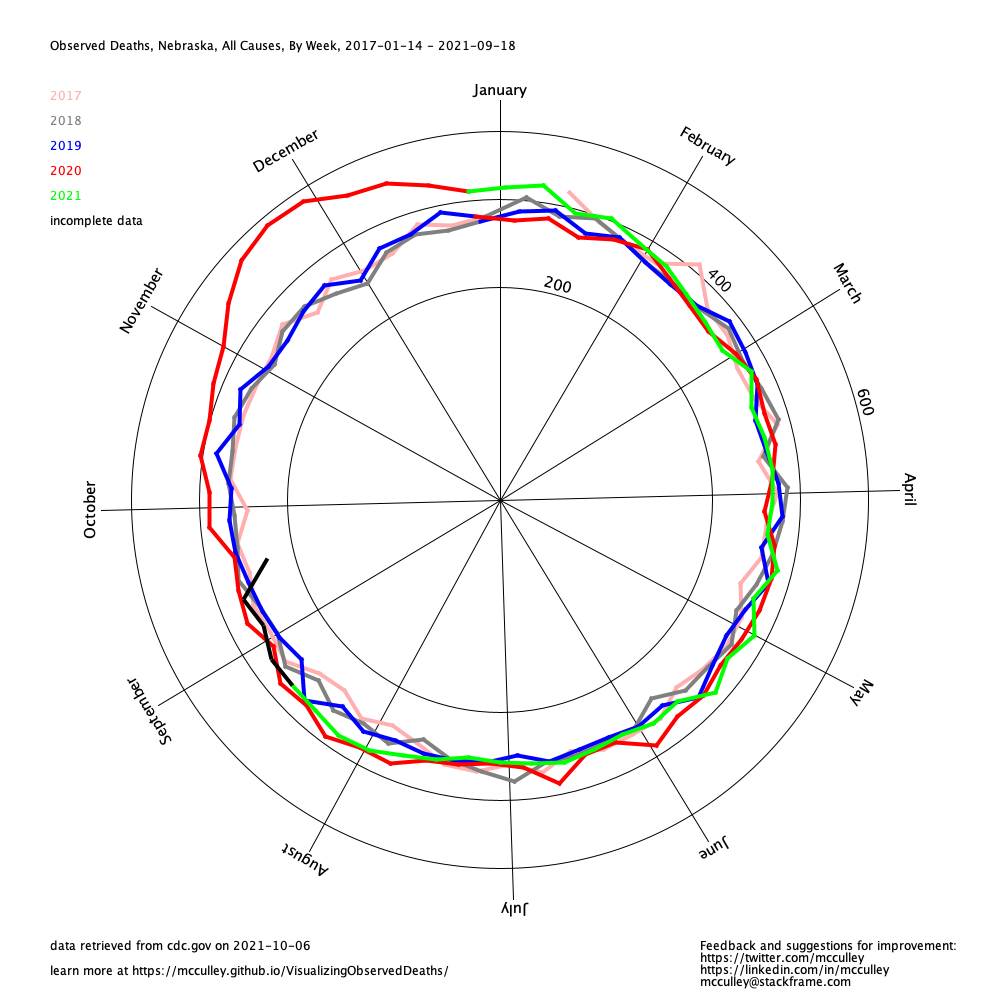 Observed Deaths, Nebraska, All Causes, By Week, 2017-01-14 - 2021-09-18
January
2017
2018
2019
2020
2021
incomplete data
December
February
November
March
200
400
600
October
April
September
May
August
June
July
data retrieved from cdc.gov on 2021-10-06
learn more at https://mcculley.github.io/VisualizingObservedDeaths/
Feedback and suggestions for improvement:
https://twitter.com/mcculley
https://linkedin.com/in/mcculley
mcculley@stackframe.com